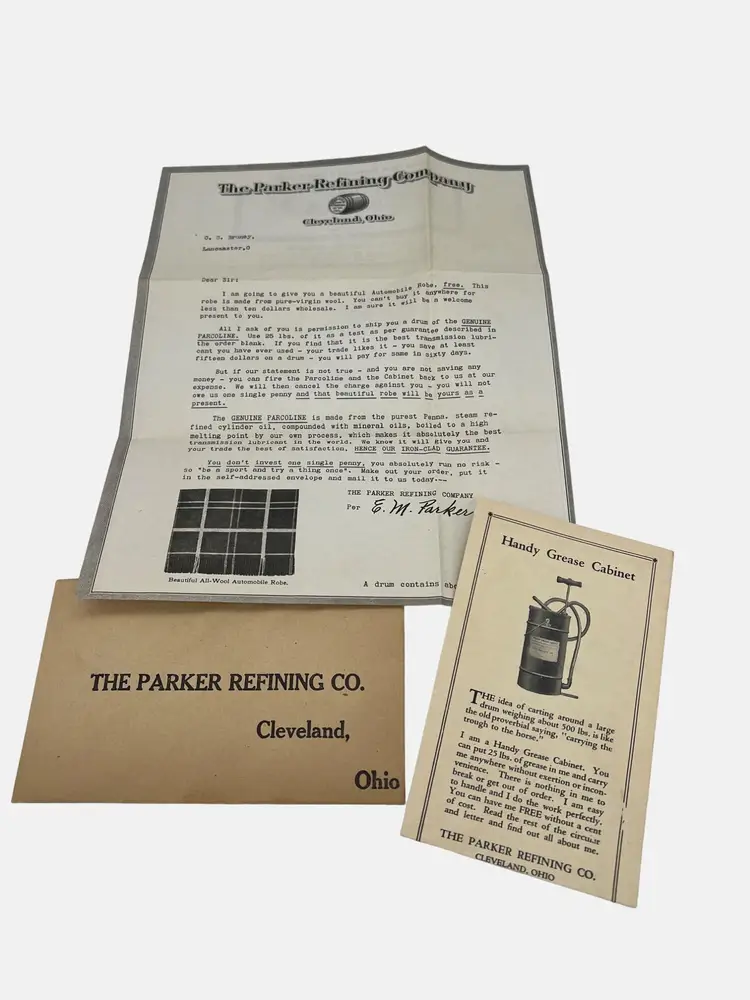 The Parker Refining Company
Cleveland, Ohio.
Lancaster,O
Dear Sir:
I am going to give you a beautiful Automobile Robe, free. This
robe is made from pure-virgin wool. You can't buy it anywhere for
less than ten dollars wholesale. I am sure it will be a welcome
present to you.
All I ask of you is permission to ship you a drum of the GENUINE
PARCOLINE. Use 25 lbs. of it as a test as per guarantee described in
the order blank. If you find that it is the best transmission lubri-
cant you have ever used - your trade likes it - you save at least
fifteen dollars on a drum - you will pay for same in sixty days.
But if our statement is not true - and you are not saving any
money - you can fire the Parcoline and the Cabinet back to us at our
expense. We will then cancel the charge against you - you will not
owe us one single penny and that beautiful robe will be yours as a
present.
The GENUINE PARCOLINE is made from the purest Penna. steam re-
fined cylinder oil, compounded with mineral oils, boiled to a high
melting point by our own process, which makes it absolutely the best
transmission lubricant in the world. We know it will give you and
your trade the best of satisfaction, HENCE OUR IRON-CLAD GUARANTEE.
You don't invest one single penny, you absolutely run no risk -
so "be a sport and try a thing once". Make out your order, put it
in the self-addressed envelope and mail it to us today---
THE PARKER REFINING COMPANY
Per E. M. Parker
Beautiful All-Wool Automobile Robe.
A drum contains
THE PARKER REFINING CO.
Cleveland,
Ohio
Handy Grease Cabinet
THE idea of carting around a large
drum weighing about 500 lbs. is like
the old proverbial saying, "carrying the
trough to the horse."
I am a Handy Grease Cabinet. You
can put 25 lbs. of grease in me and carry
me anywhere without exertion or incon-
venience. There is nothing in me to
break or get out of order. I am easy
to handle and I do the work perfectly.
You can have me FREE without a cent
of cost. Read the rest of the circular
and letter and find out all about me.
THE PARKER REFINING CO.
CLEVELAND, OHIO